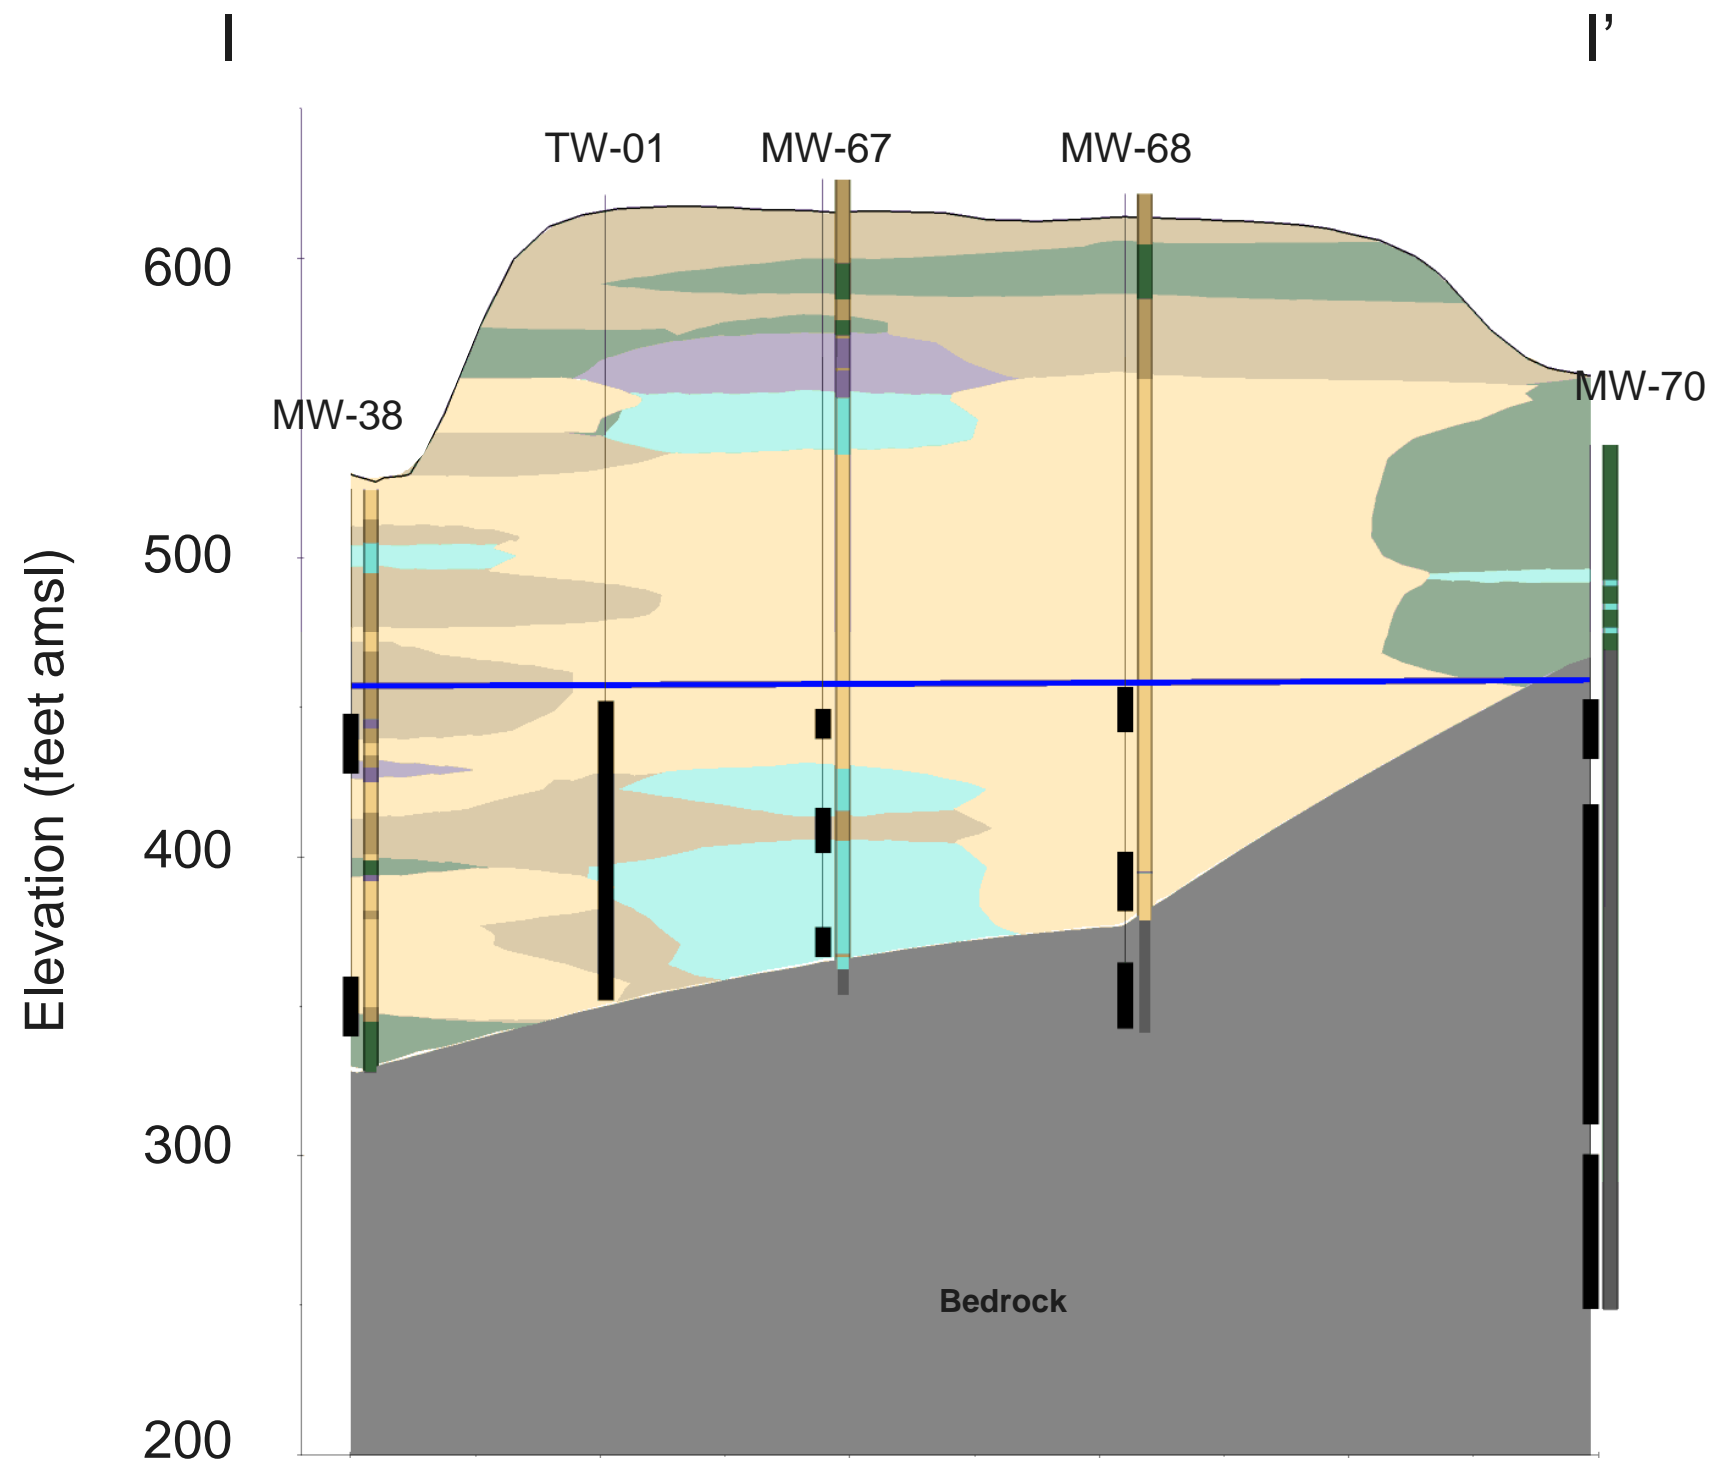 I I’
TW-01 MW-67 MW-68
600
MW-70
MW-38
500
Elevation (feet amsl)
400
300
Bedrock
200